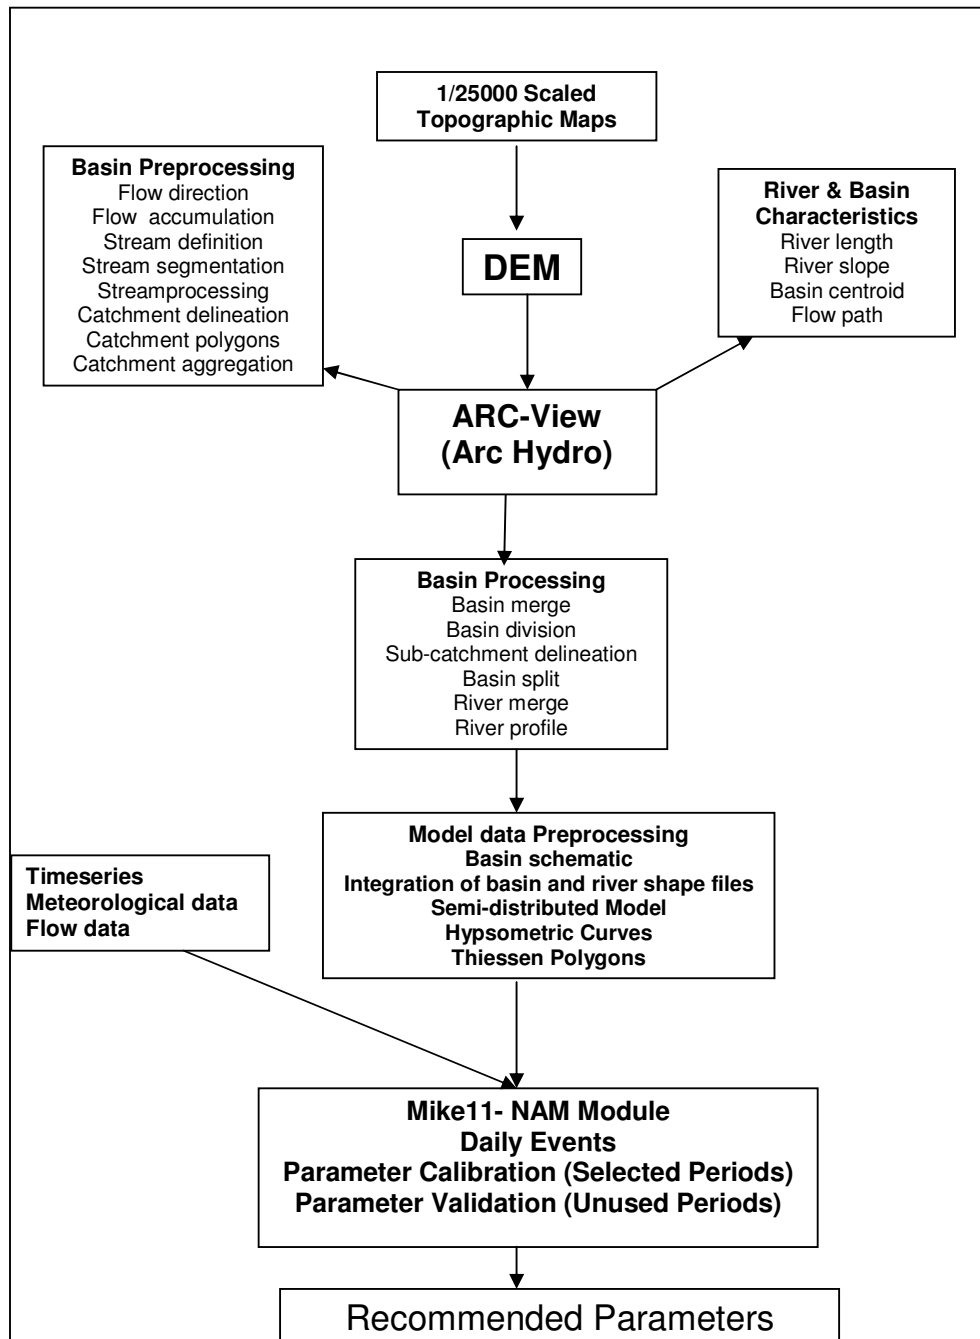 1/25000 Scaled
Topographic Maps
Basin Preprocessing
Flow direction
Flow accumulation
Stream definition
Stream segmentation
Streamprocessing
Catchment delineation
Catchment polygons
Catchment aggregation
DEM
River & Basin
Characteristics
River length
River slope
Basin centroid
Flow path
ARC-View
(Arc Hydro)
Basin Processing
Basin merge
Basin division
Sub-catchment delineation
Basin split
River merge
River profile
Model data Preprocessing
Basin schematic
Integration of basin and river shape files
Semi-distributed Model
Hypsometric Curves
Thiessen Polygons
Timeseries
Meteorological data
Flow data
Mike11- NAM Module
Daily Events
Parameter Calibration (Selected Periods)
Parameter Validation (Unused Periods)
Recommended Parameters